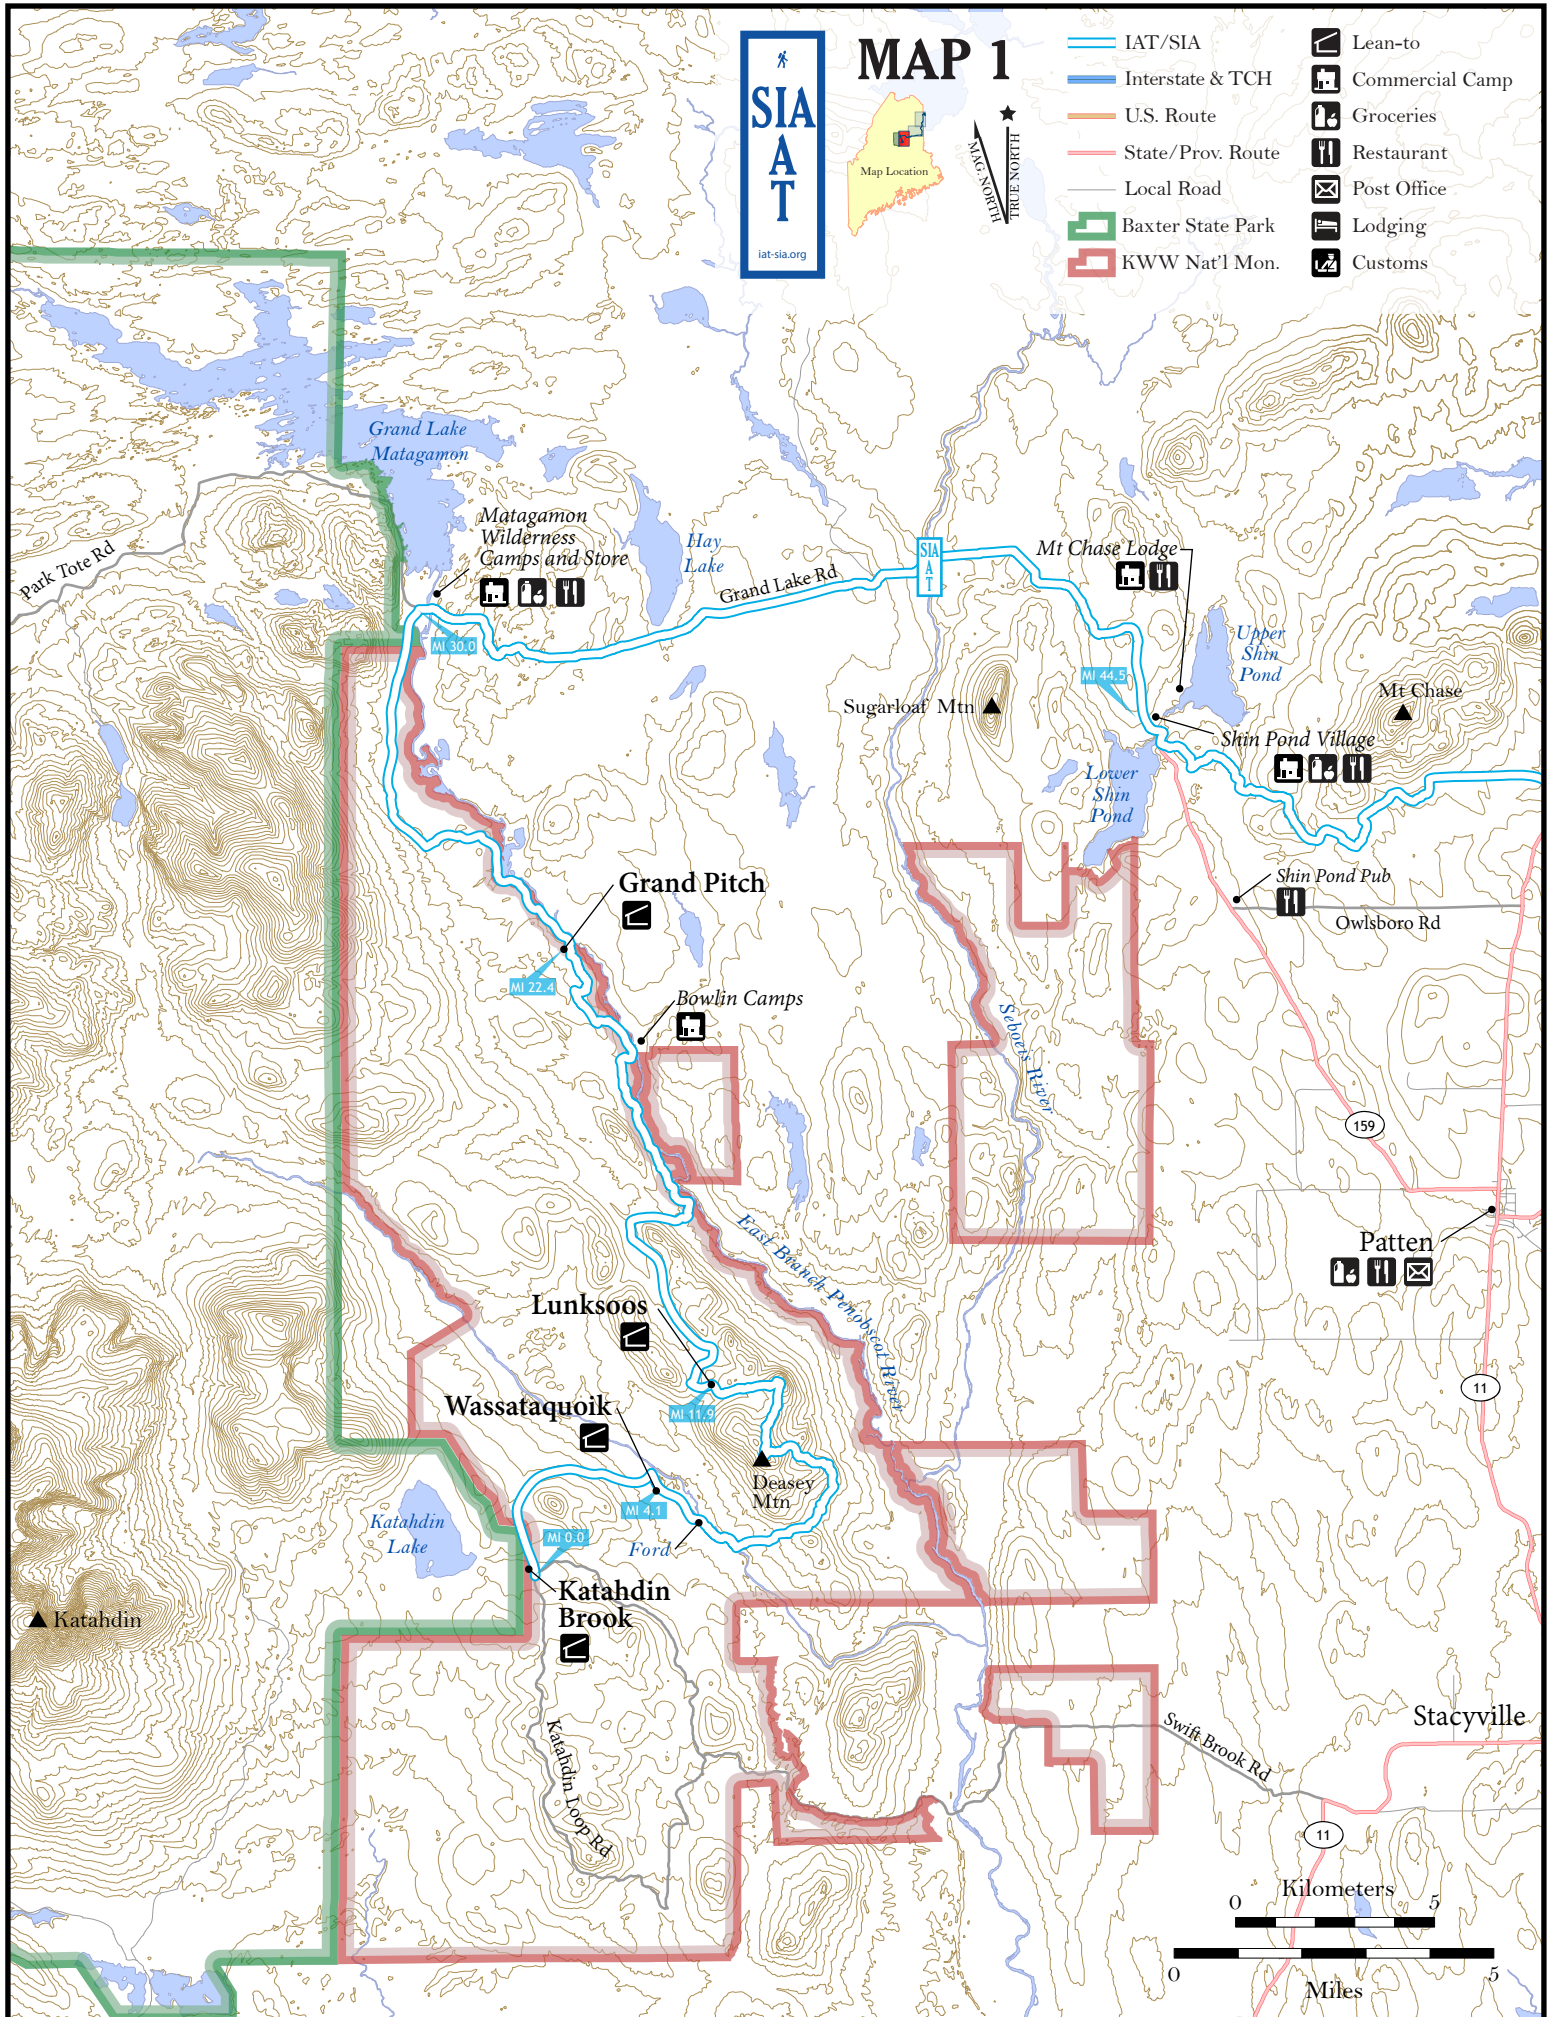 SIA
A
T
iat-sia.org
MAP 1
Map Location
MAG. NORTH
TRUE NORTH
IAT/SIA
Interstate & TCH
U.S. Route
State/Prov. Route
Local Road
Baxter State Park
KWW Nat'l Mon.
Lean-to
Commercial Camp
Groceries
Restaurant
Post Office
Lodging
Customs
Grand Lake
Matagamon
Matagamon
Wilderness
Camps and Store
Park Tote Rd
Hay
Lake
Grand Lake Rd
SIA
A
T
Mt Chase Lodge
MI 30.0
Upper
Shin
Pond
MI 44.5
Sugarloaf Mtn
Mt Chase
Shin Pond Village
Lower
Shin
Pond
Grand Pitch
Shin Pond Pub
Owlsboro Rd
MI 22.4
Bowlin Camps
Seboeis River
159
East Branch Penobscot River
Patten
Lunksoos
11
Wassataquoik
MI 11.9
Deasey
Mtn
MI 4.1
Katahdin
Lake
MI 0.0
Ford
Katahdin
Brook
Katahdin
Katahdin Loop Rd
Swift Brook Rd
Stacyville
11
Kilometers
0 5
0 5
Miles